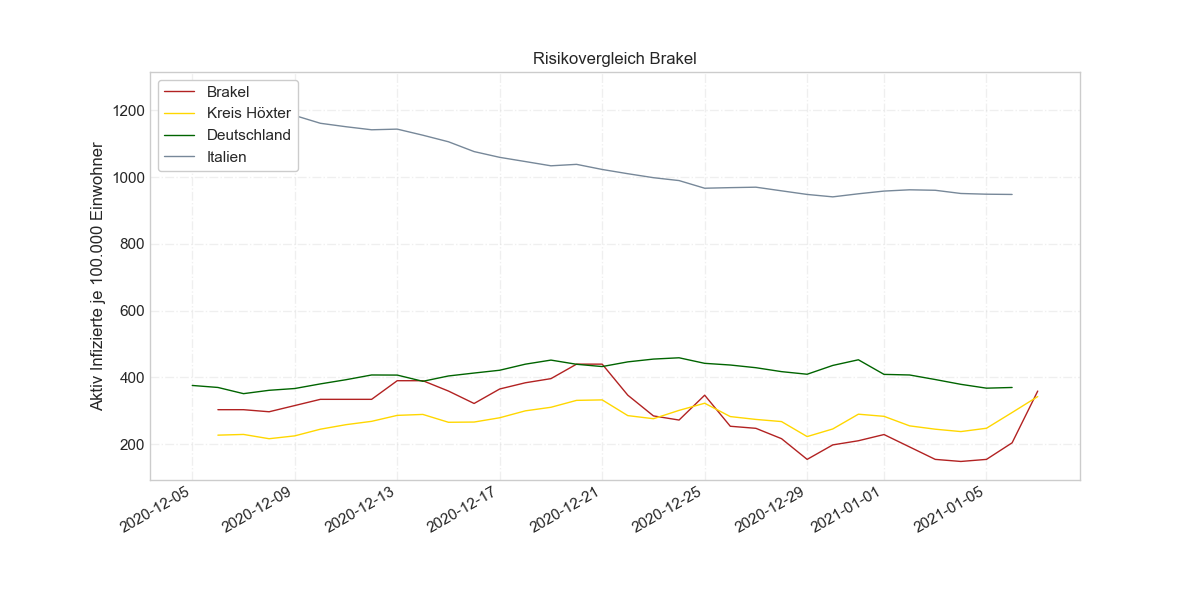 Risikovergleich Brakel
Brakel
Kreis Höxter
Deutschland
Italien
Aktiv Infizierte je 100.000 Einwohner
1200
1000
800
600
400
200
2020-12-05
2020-12-09
2020-12-13
2020-12-17
2020-12-21
2020-12-25
2020-12-29
2021-01-01
2021-01-05